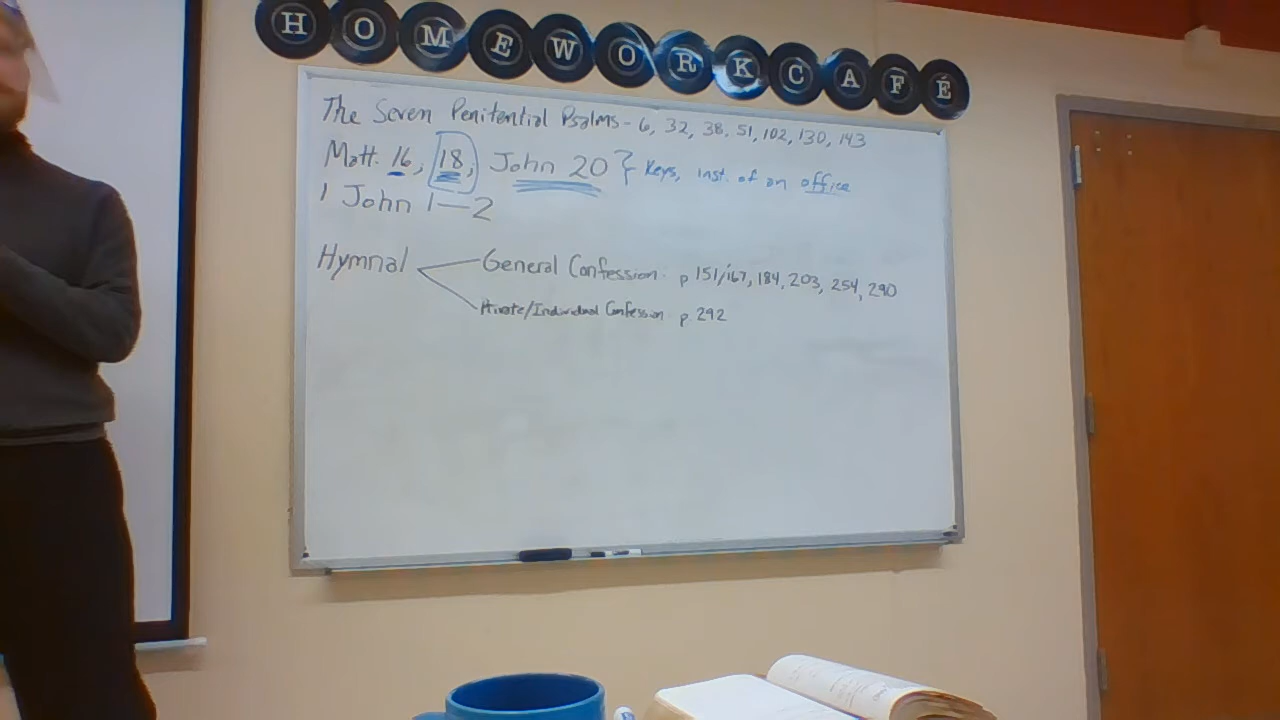 HOMEWORK CAFÉ
The Seven Penitential Psalms - 6, 32, 38, 51, 102, 130, 143
Matt. 16, 18, John 20 } Keys, inst. of an office
1 John 1-2
Hymnal
General Confession p 151/167, 184, 203, 254, 290
Private/Individual Confession p. 292